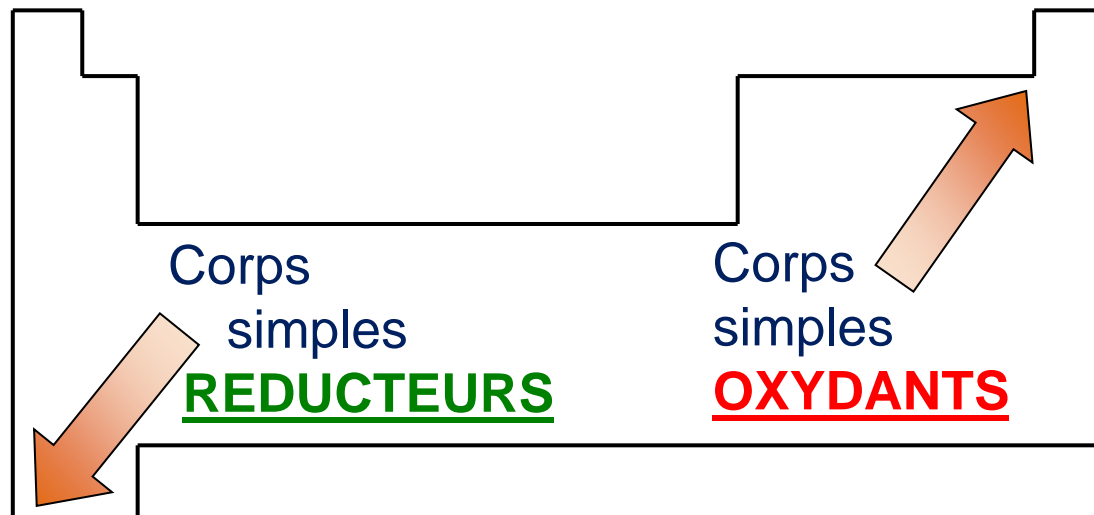 Corps
simples
REDUCTEURS
Corps
simples
OXYDANTS